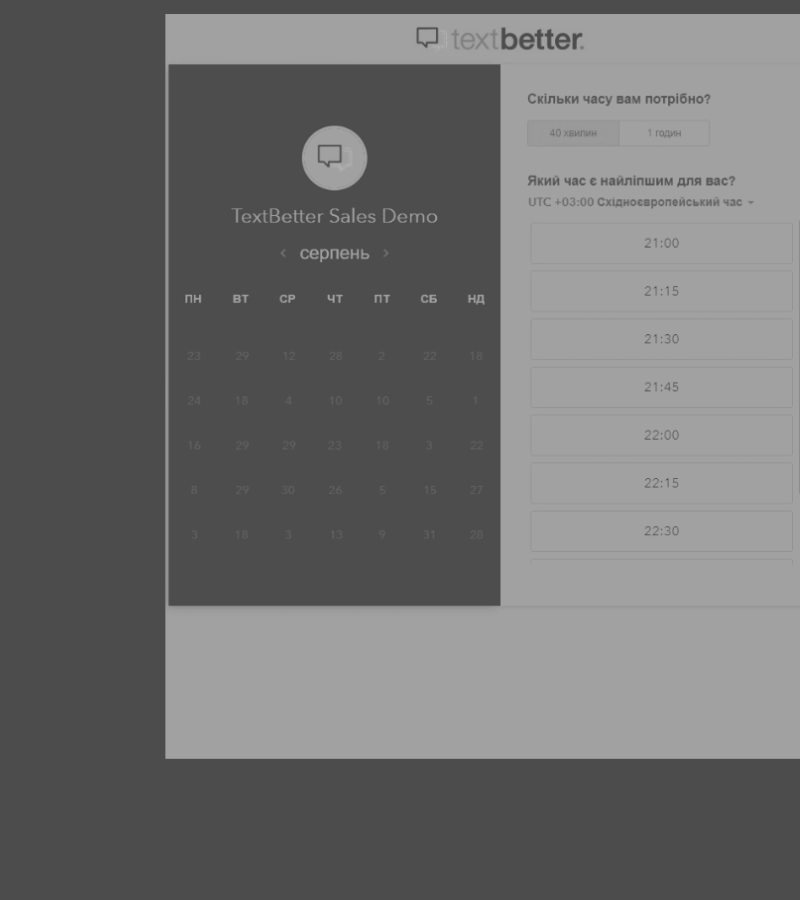 textbetter.
TextBetter Sales Demo
< серпень >
ПН ВТ СР ЧТ ПТ СБ НД
23 29 12 28 2 22 18
24 18 4 10 10 5 1
16 29 29 23 18 3 22
8 29 30 26 5 15 27
3 18 3 13 9 31 28
Скільки часу вам потрібно?
40 хвилин 1 годин
Який час є найліпшим для вас?
UTC +03:00 Східноєвропейський час
21:00
21:15
21:30
21:45
22:00
22:15
22:30